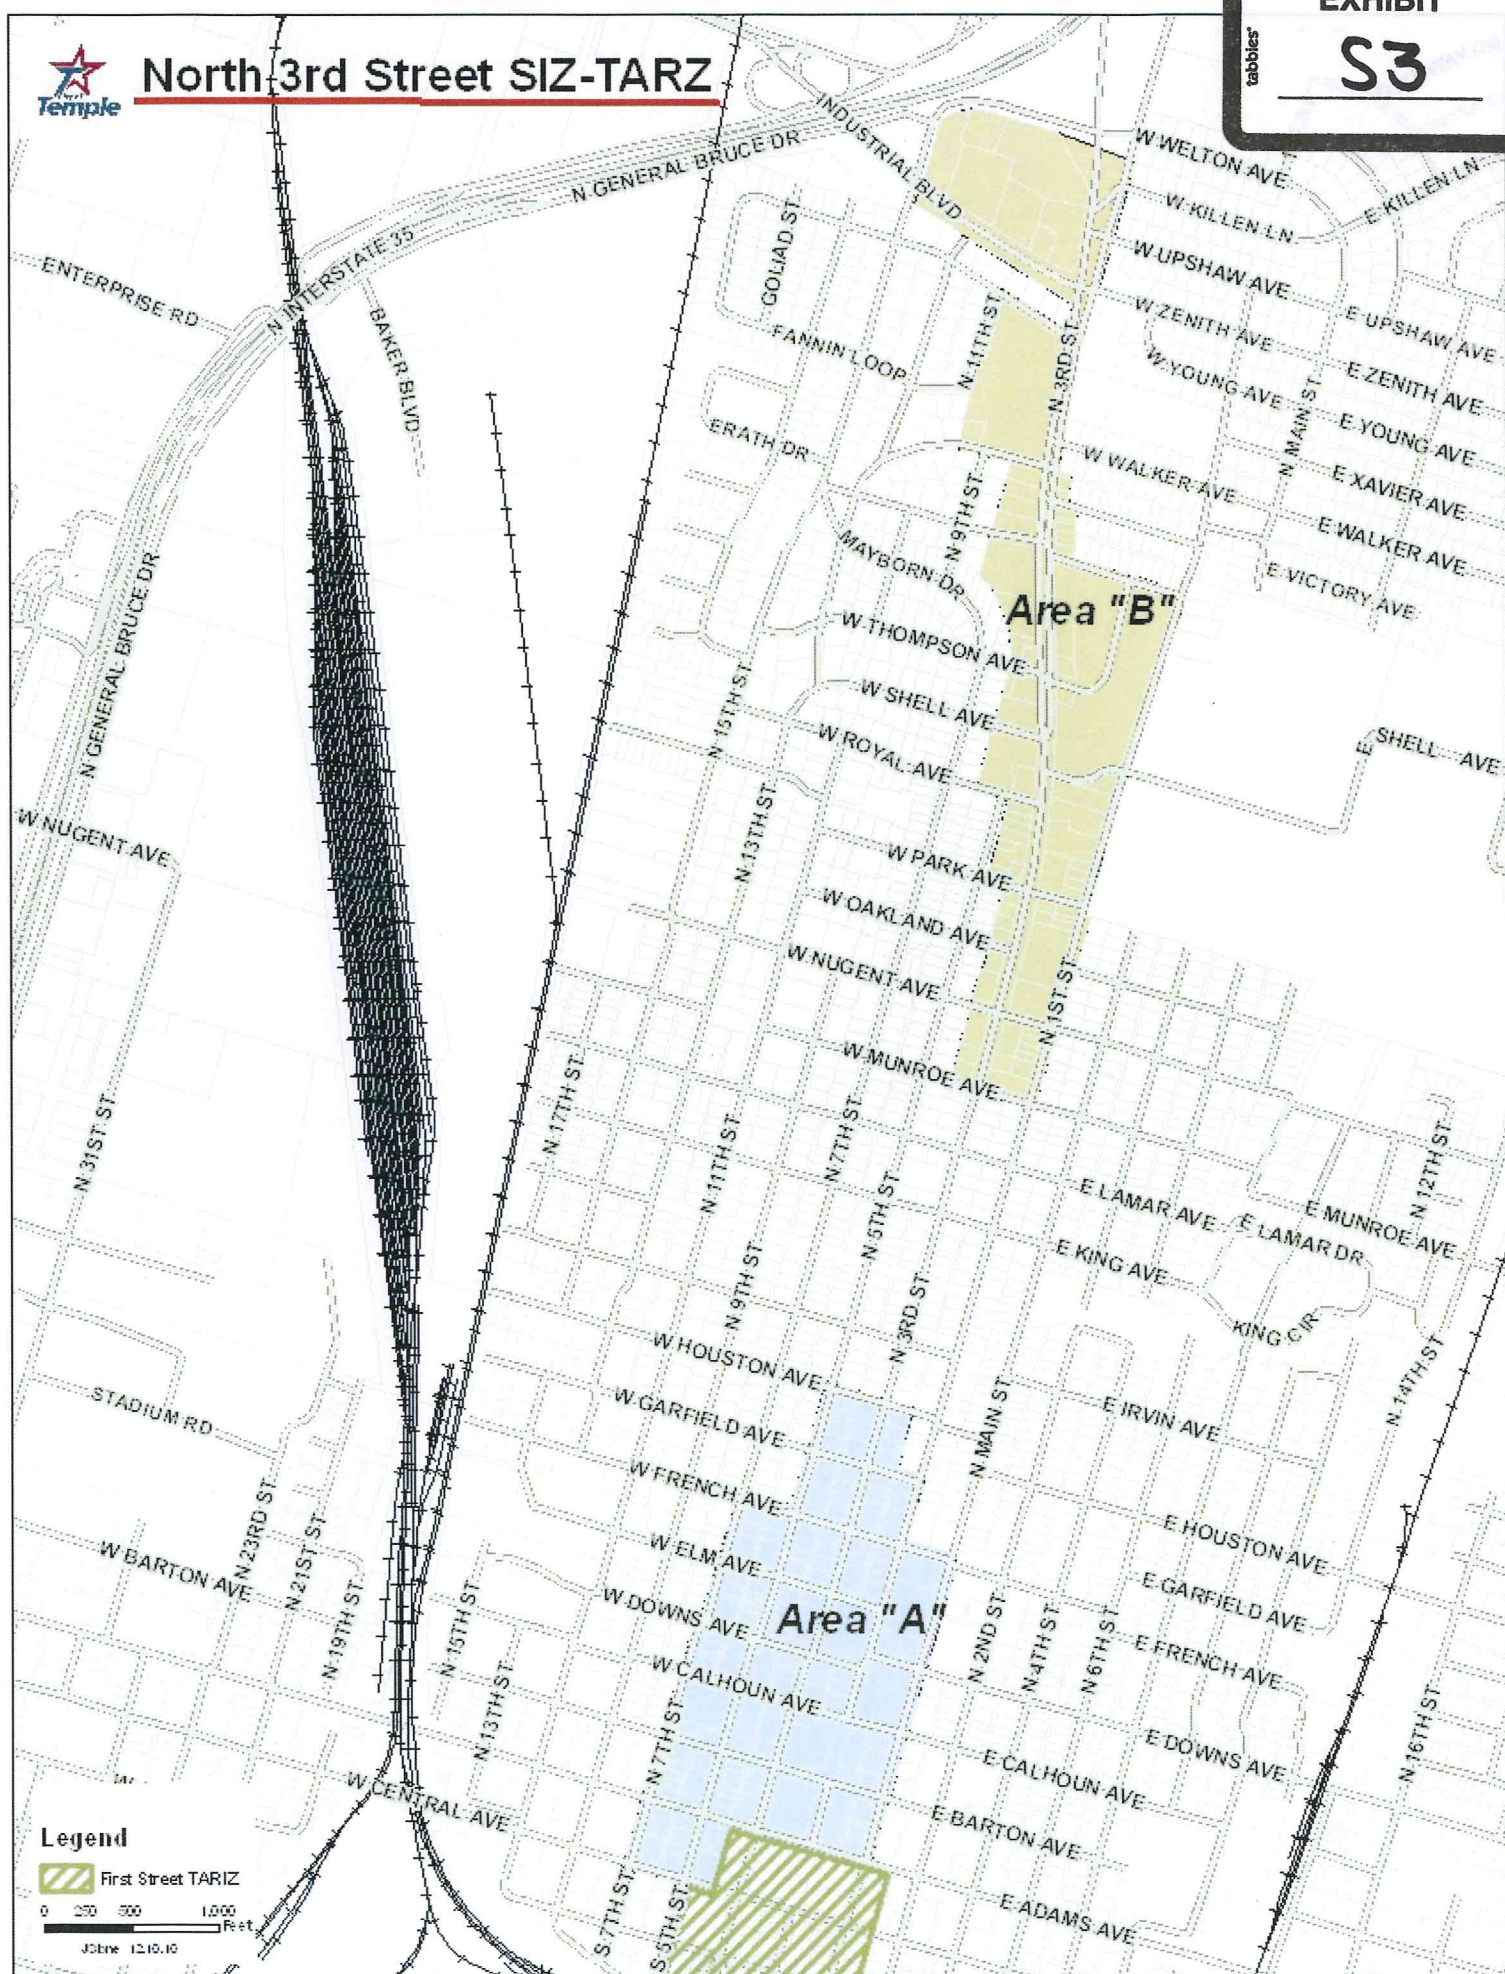 EXHIBIT
tabbies®
S3
Temple
North 3rd Street SIZ-TARZ
INDUSTRIAL BLVD
N GENERAL BRUCE DR
W WELTON AVE
W KILLEN LN
E KILLEN LN
W UPSHAW AVE
E UPSHAW AVE
GOLIAD ST
ENTERPRISE RD
N INTERSTATE 35
BAKER BLVD
FANNIN LOOP
N 11TH ST
N 3RD ST
W ZENITH AVE
E ZENITH AVE
W YOUNG AVE
E YOUNG AVE
N MAIN ST
ERATH DR
W WALKER AVE
E XAVIER AVE
E WALKER AVE
N 9TH ST
MAYBORN DR
E VICTORY AVE
Area "B"
N GENERAL BRUCE DR
W THOMPSON AVE
W SHELL AVE
N 15TH ST
W ROYAL AVE
E SHELL AVE
W NUGENT AVE
N 13TH ST
W PARK AVE
W OAKLAND AVE
W NUGENT AVE
N 1ST ST
W MUNROE AVE
N 17TH ST
N 31ST ST
N 11TH ST
N 7TH ST
N 5TH ST
N 12TH ST
E LAMAR AVE
E LAMAR DR
E MUNROE AVE
E KING AVE
KING CIR
N 9TH ST
N 3RD ST
W HOUSTON AVE
N 14TH ST
STADIUM RD
W GARFIELD AVE
N MAIN ST
E IRVIN AVE
W FRENCH AVE
N 23RD ST
N 21ST ST
W BARTON AVE
W ELM AVE
E HOUSTON AVE
N 19TH ST
N 15TH ST
W DOWNS AVE
Area "A"
E GARFIELD AVE
N 2ND ST
N 4TH ST
N 6TH ST
E FRENCH AVE
W CALHOUN AVE
N 13TH ST
N 7TH ST
N 16TH ST
E DOWNS AVE
E CALHOUN AVE
W CENTRAL AVE
E BARTON AVE
E ADAMS AVE
S 7TH ST
S 5TH ST
Legend
First Street TARIZ
0 250 500 1,000
Feet
12.10.10